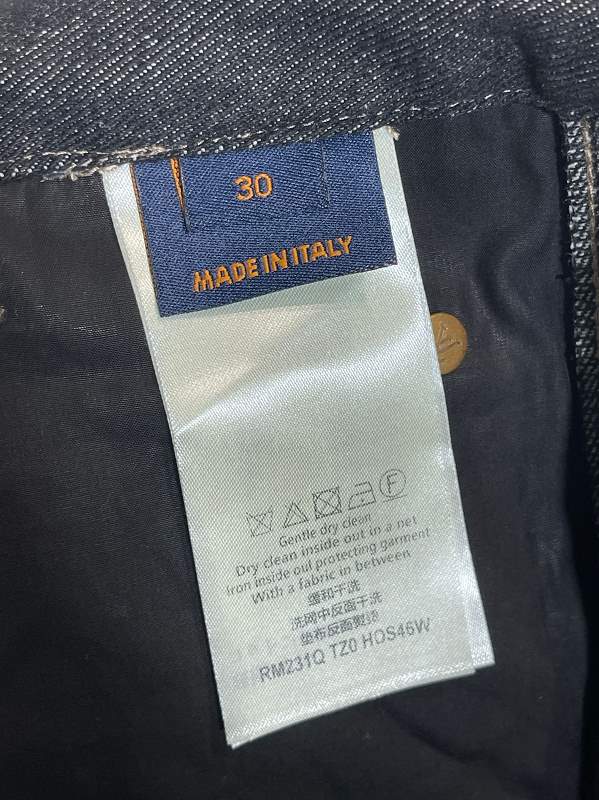 30
MADE IN ITALY
F
Gentle dry clean
Dry clean inside out in a net
Iron inside oul protecting garment
With a fabric in between
缓和干洗
洗网中反面干洗
垫布反面熨烫
RM231Q TZ0 HOS46W